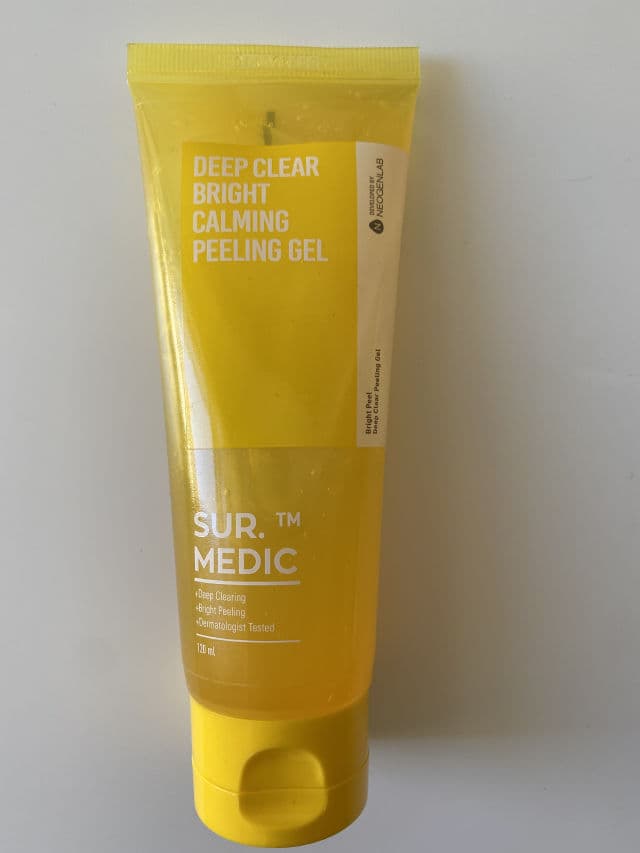 DEEP CLEAR
BRIGHT
CALMING
PEELING GEL
DEVELOPED BY
NEOGENLAB
Bright Peel
Deep Clear Peeling Gel
SUR.™
MEDIC
+Deep Clearing
+Bright Peeling
+Dermatologist Tested
120 ml